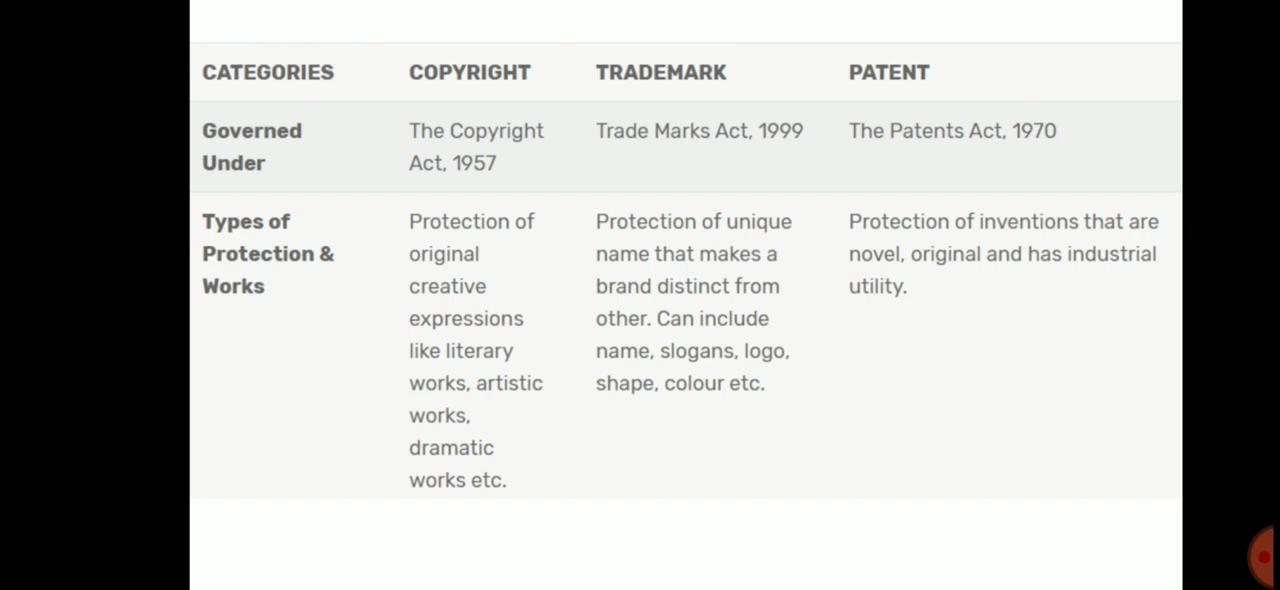 CATEGORIES COPYRIGHT TRADEMARK PATENT
Governed Under
The Copyright Act, 1957
Trade Marks Act, 1999
The Patents Act, 1970
Types of
Protection &
Works
Protection of
original
creative
expressions
like literary
works, artistic
works,
dramatic
works etc.
Protection of unique
name that makes a
brand distinct from
other. Can include
name, slogans, logo,
shape, colour etc.
Protection of inventions that are
novel, original and has industrial
utility.